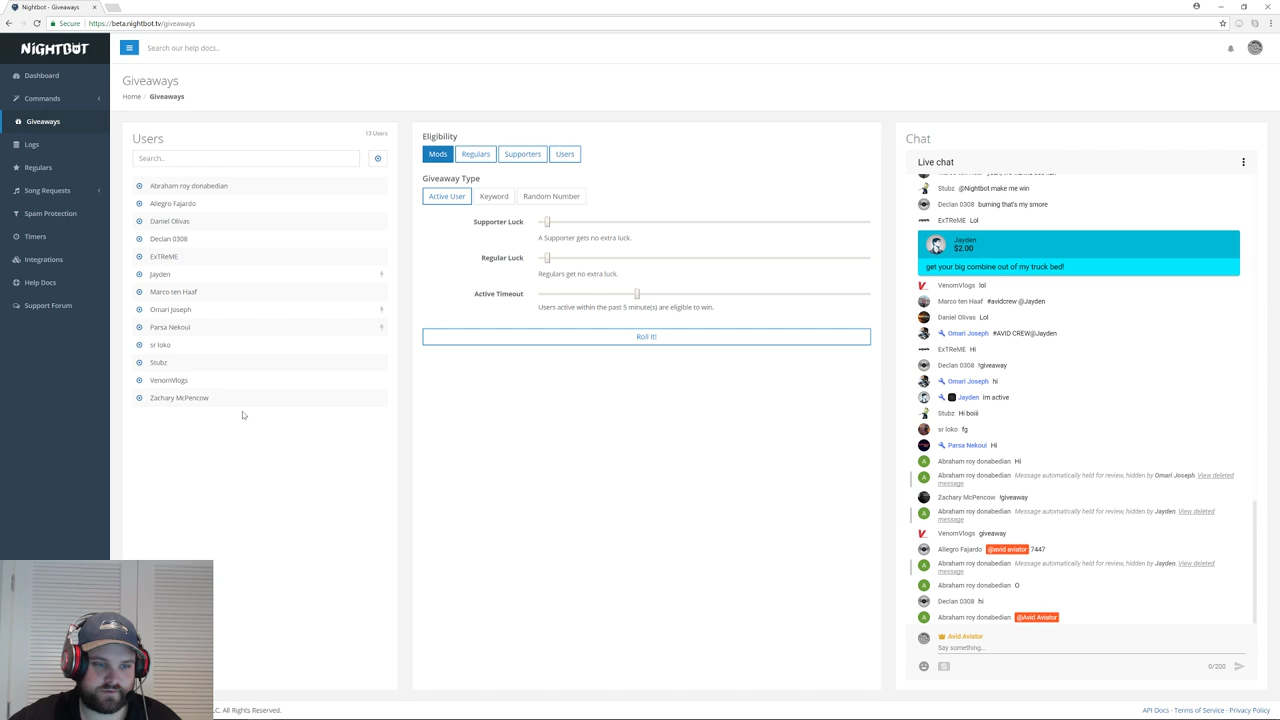 Nightbot - Giveaways
Secure
https://beta.nightbot.tv/giveaways
NIGHTBOT
Search our help docs..
Dashboard
Commands
Giveaways
Logs
Regulars
Song Requests
Spam Protection
Timers
Integrations
Help Docs
Support Forum
Giveaways
Home / Giveaways
Users
13 Users
Search..
Abraham roy donabedian
Allegro Fajardo
Daniel Olivas
Declan 0308
ExTReME
Jayden
Marco ten Haaf
Omari Joseph
Parsa Nekoui
sr loko
Stubz
VenomVlogs
Zachary McPencow
Eligibility
Mods
Regulars
Supporters
Users
Giveaway Type
Active User
Keyword
Random Number
Supporter Luck
A Supporter gets no extra luck.
Regular Luck
Regulars get no extra luck.
Active Timeout
Users active within the past 5 minute(s) are eligible to win.
Roll It!
Chat
Live chat
Stubz @Nightbot make me win
Declan 0308 burning that's my smore
ExTReME Lol
Jayden
$2.00
get your big combine out of my truck bed!
VenomVlogs lol
Marco ten Haaf #avidcrew @Jayden
Daniel Olivas Lol
Omari Joseph #AVID CREW@Jayden
ExTReME Hi
Declan 0308 !giveaway
Omari Joseph hi
Jayden im active
Stubz Hi boiii
sr loko fg
Parsa Nekoui Hi
A Abraham roy donabedian Hi
A Abraham roy donabedian Message automatically held for review, hidden by Omari Joseph. View deleted
message
Zachary McPencow !giveaway
A Abraham roy donabedian Message automatically held for review, hidden by Jayden. View deleted
message
VenomVlogs giveaway
Allegro Fajardo @avid aviator 7447
A Abraham roy donabedian Message automatically held for review, hidden by Jayden. View deleted
message
A Abraham roy donabedian O
Declan 0308 hi
A Abraham roy donabedian @Avid Aviator
Avid Aviator
Say something...
0/200
C. All Rights Reserved.
API Docs - Terms of Service - Privacy Policy